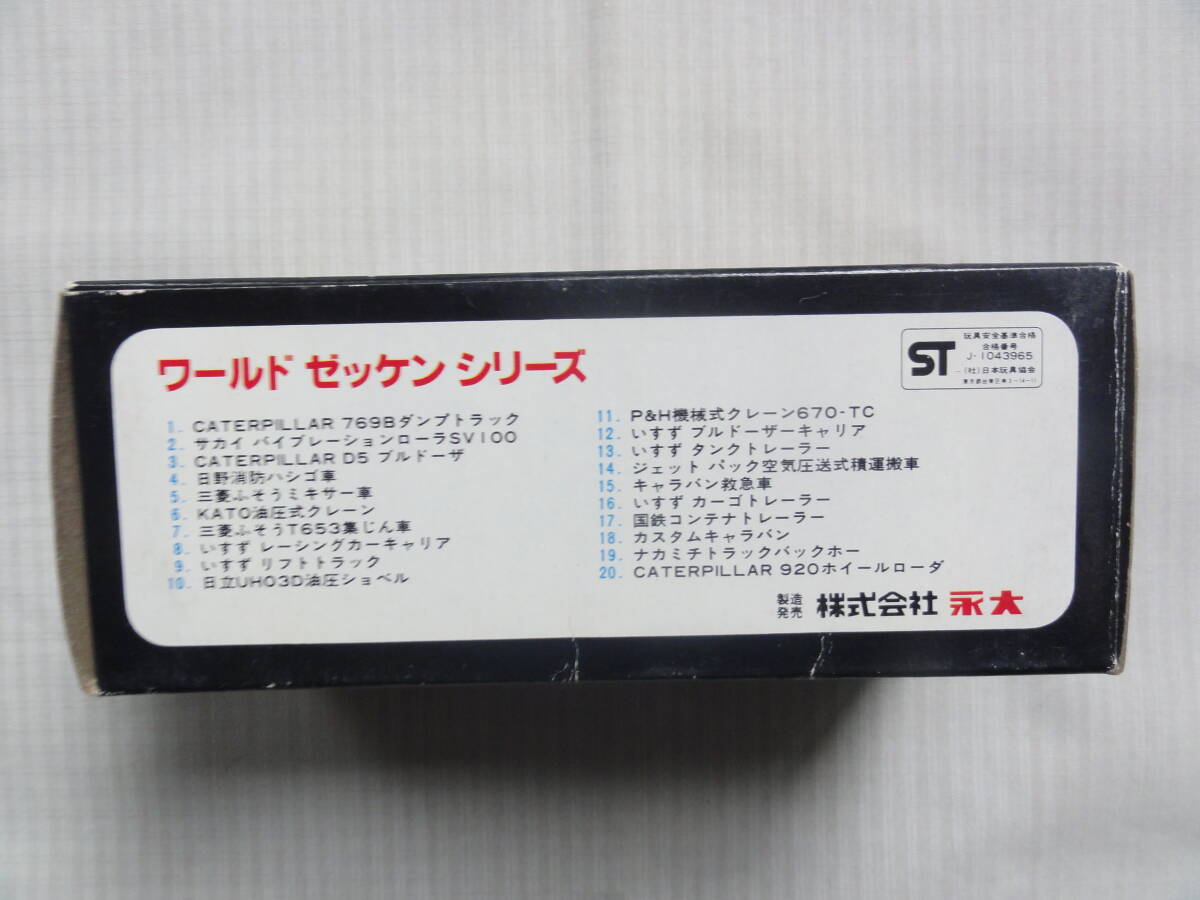 ワールド ゼッケン シリーズ
1. CATERPILLAR 769Bダンプトラック
2. サカイ バイブレーションローラSV100
3. CATERPILLAR D5 ブルドーザ
4. 日野消防ハシゴ車
5. 三菱ふそうミキサー車
6. KATO油圧式クレーン
7. 三菱ふそうT653集じん車
8. いすず レーシングカーキャリア
9. いすず リフトトラック
10. 日立UH03D油圧ショベル
11. P&H機械式クレーン670-TC
12. いすず ブルドーザーキャリア
13. いすず タンクトレーラー
14. ジェット パック空気圧送式積運搬車
15. キャラバン救急車
16. いすず カーゴトレーラー
17. 国鉄コンテナトレーラー
18. カスタムキャラバン
19. ナカミチトラックバックホー
20. CATERPILLAR 920ホイールローダ
ST
玩具安全基準合格
合格番号
J-1043965
(社)日本玩具協会
製造
発売
株式会社 永大